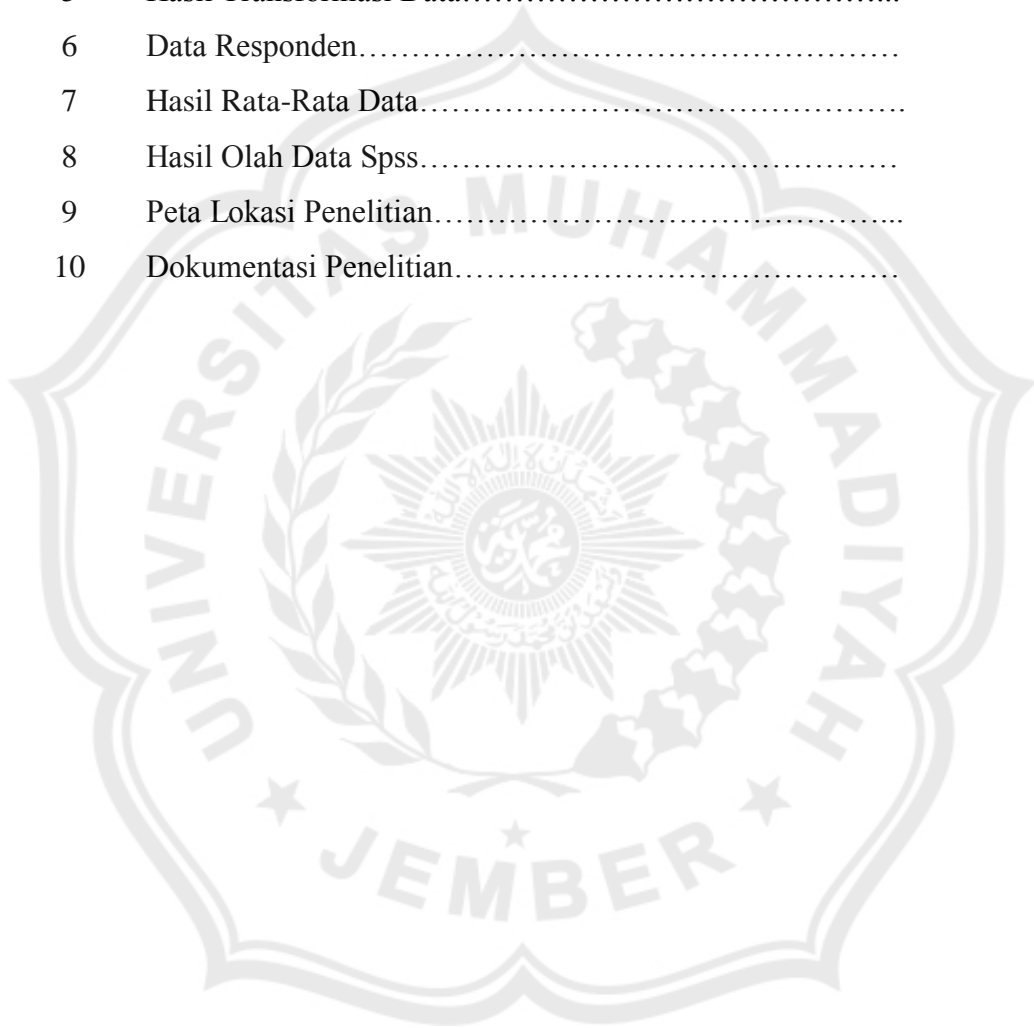 6 Data Responden……………………………………………
7 Hasil Rata-Rata Data……………………………………….
8 Hasil Olah Data Spss………………………………………
9 Peta Lokasi Penelitian……………………………………...
10 Dokumentasi Penelitian……………………………………
UNIVERSITAS MUHAMMADIYAH
JEMBER